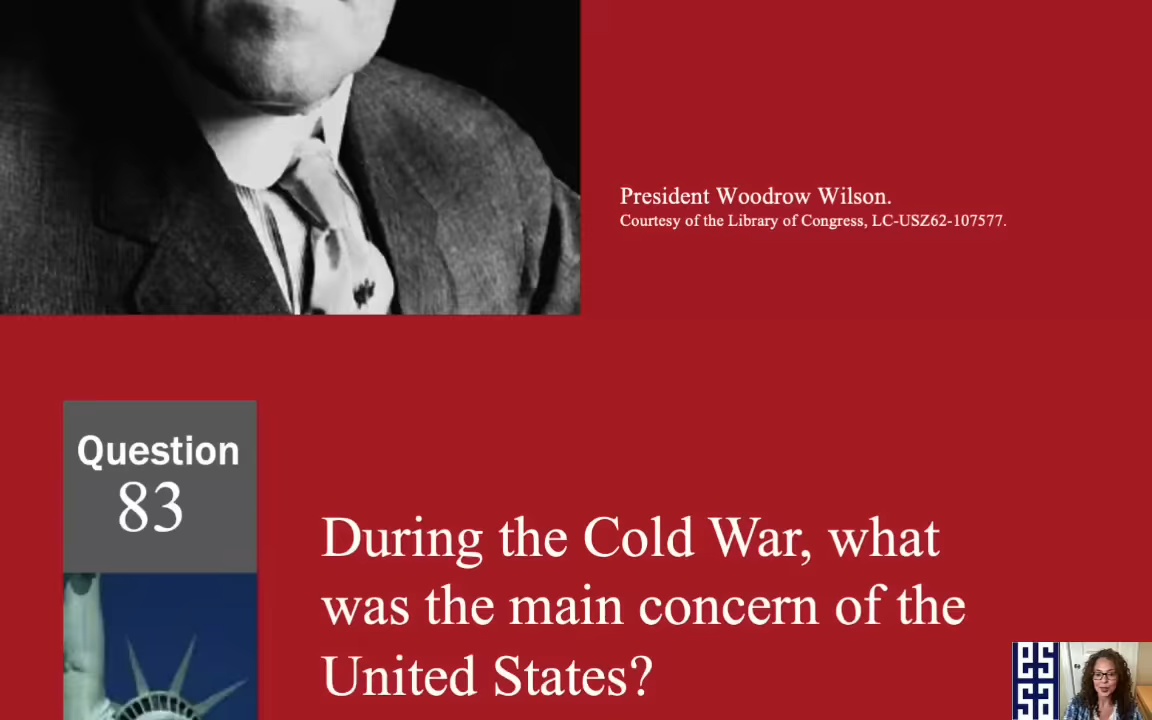 President Woodrow Wilson.
Courtesy of the Library of Congress, LC-USZ62-107577.
Question
83
During the Cold War, what
was the main concern of the
United States?